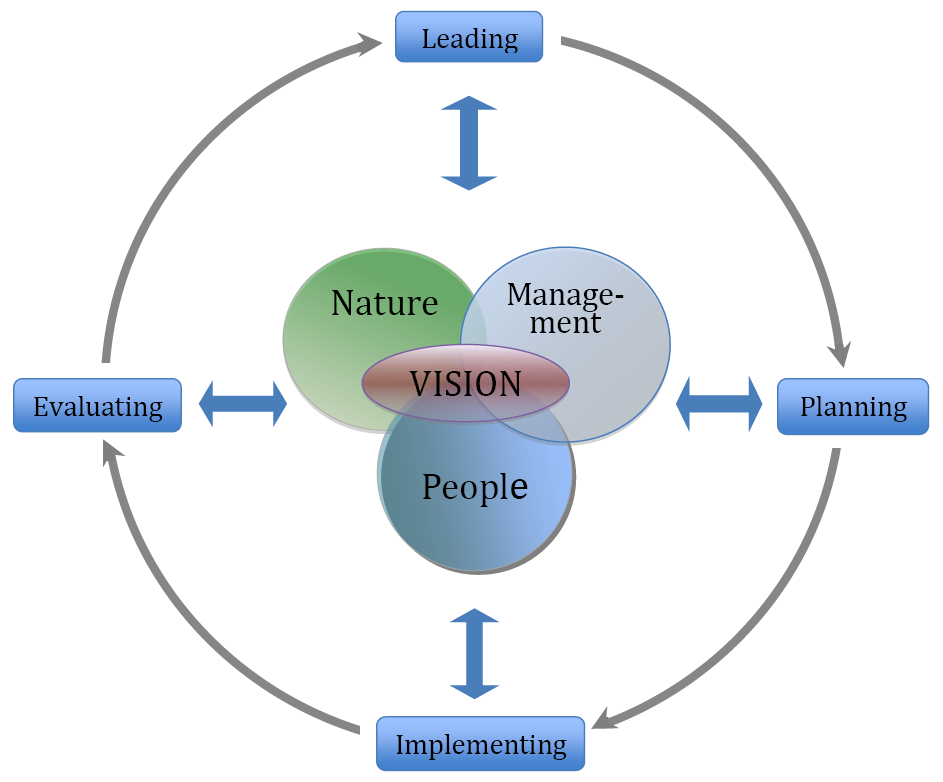 Leading
Nature
Manage-
ment
VISION
Evaluating
Planning
People
Implementing